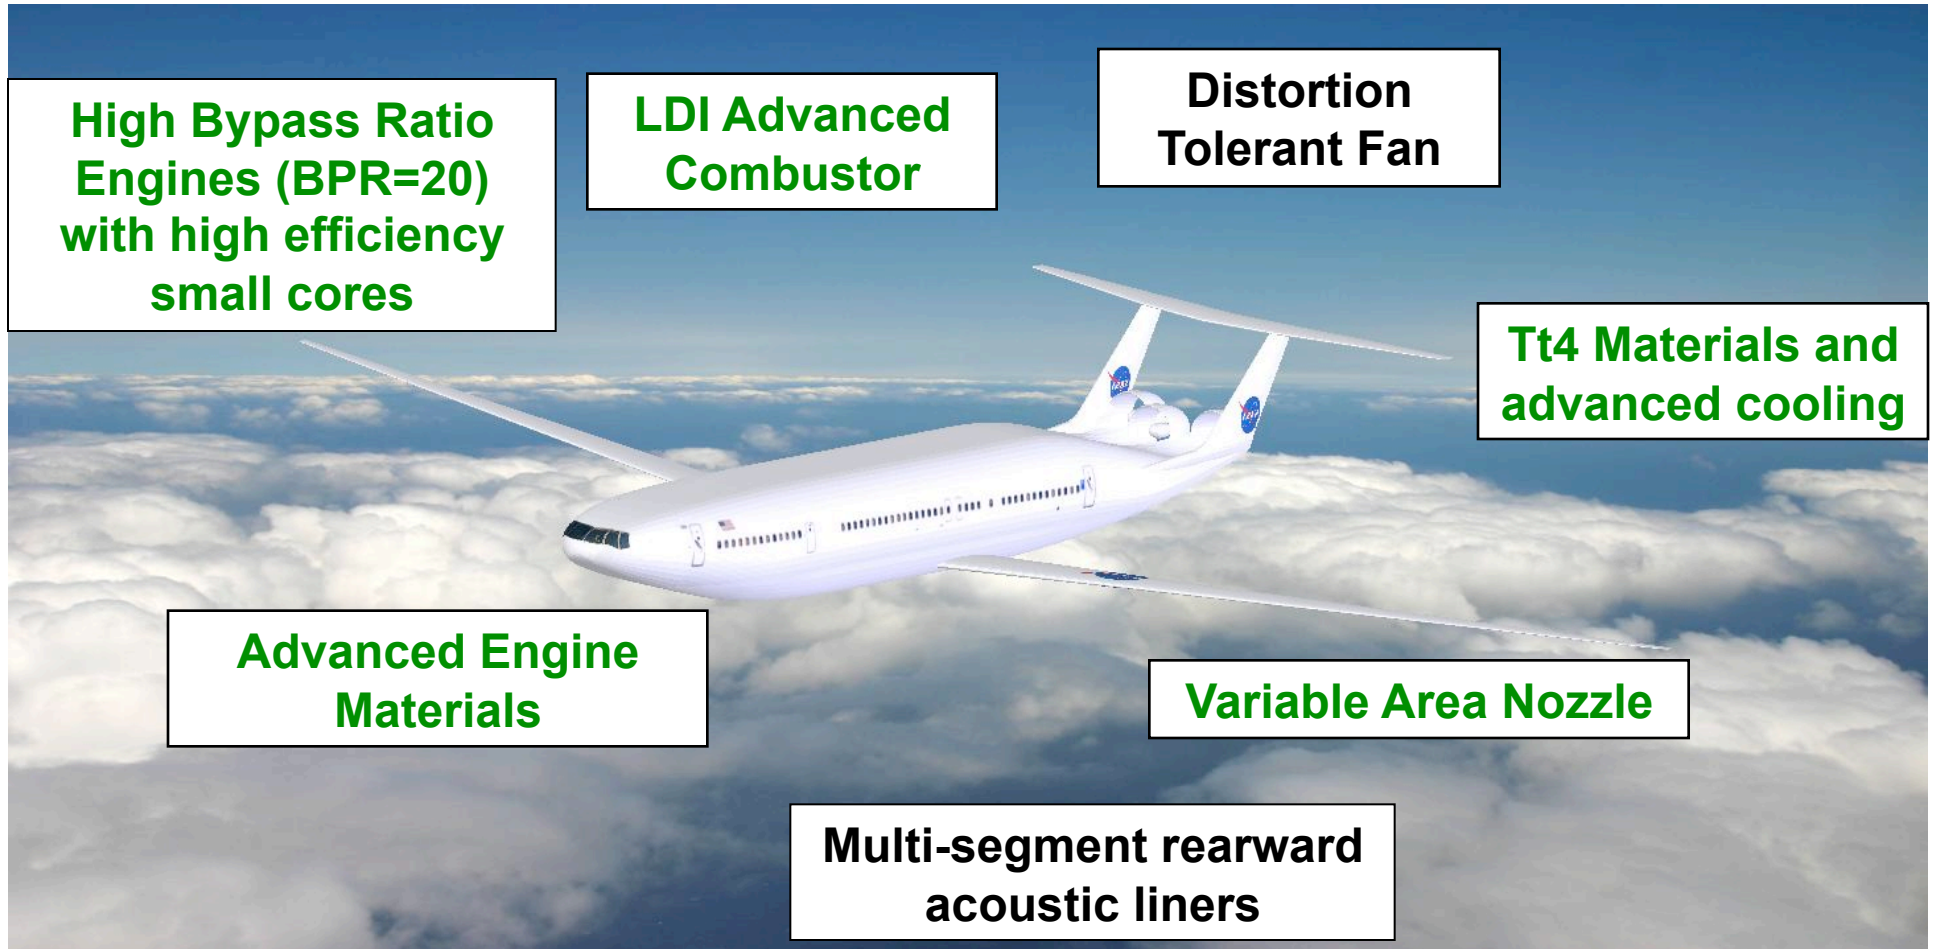 High Bypass Ratio
Engines (BPR=20)
with high efficiency
small cores
LDI Advanced
Combustor
Distortion
Tolerant Fan
Tt4 Materials and
advanced cooling
Advanced Engine
Materials
Variable Area Nozzle
Multi-segment rearward
acoustic liners